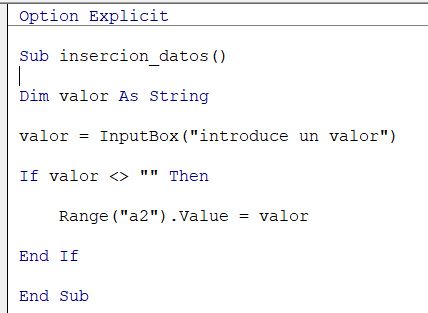 Option Explicit
Sub insercion_datos()
Dim valor As String
valor = InputBox("introduce un valor")
If valor <> "" Then
Range("a2").Value = valor
End If
End Sub